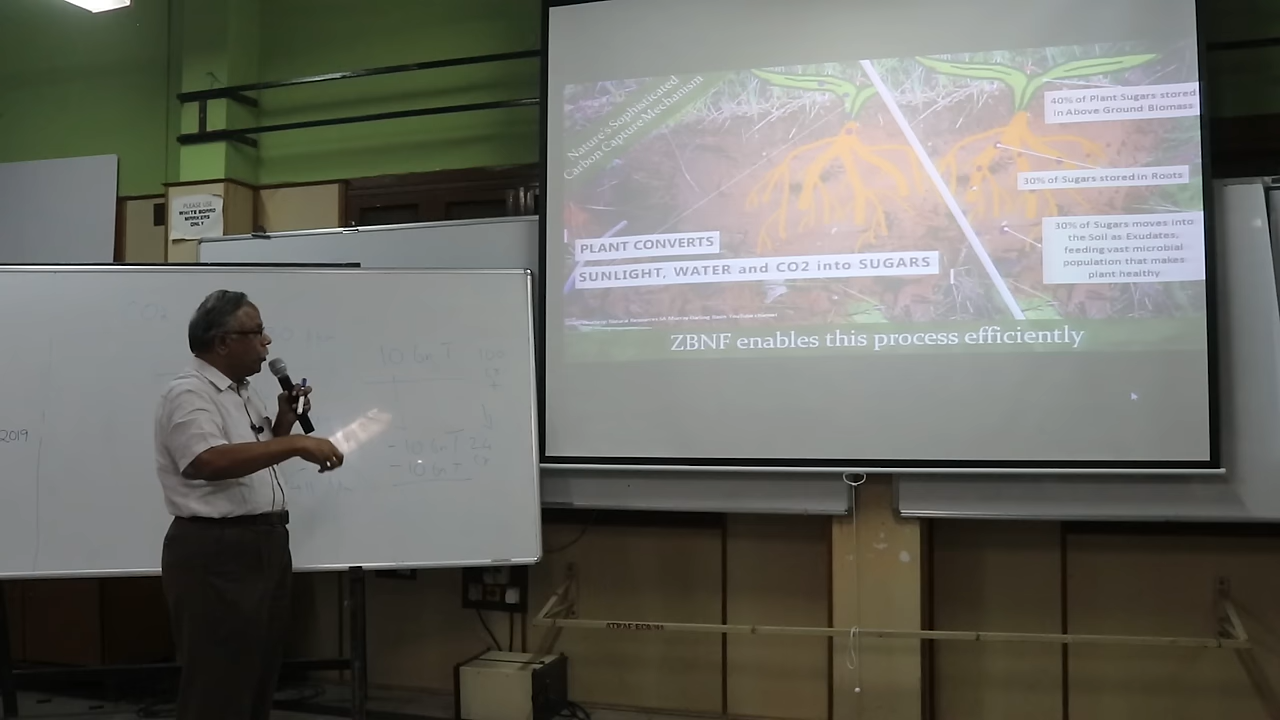 PLEASE USE
WHITE BOARD
MARKERS
ONLY
2019
10 Gn T
Nature's Sophisticated
Carbon Capture Mechanism
PLANT CONVERTS
SUNLIGHT, WATER and CO2 into SUGARS
40% of Plant Sugars stored
in Above Ground Biomass
30% of Sugars stored in Roots
30% of Sugars moves into
the Soil as Exudates,
feeding vast microbial
population that makes
plant healthy
ZBNF enables this process efficiently